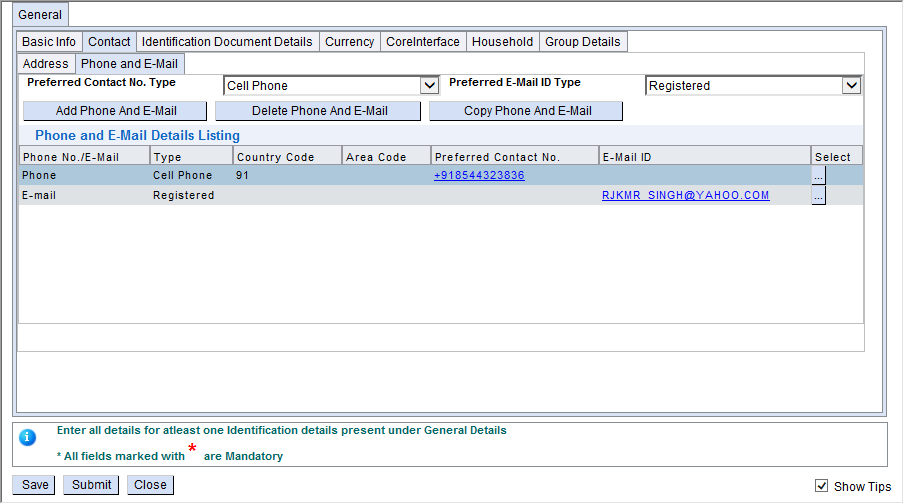 General
Basic Info Contact Identification Document Details Currency CoreInterface Household Group Details
Address Phone and E-Mail
Preferred Contact No. Type Cell Phone Preferred E-Mail ID Type Registered
Add Phone And E-Mail Delete Phone And E-Mail Copy Phone And E-Mail
Phone and E-Mail Details Listing
Phone No./E-Mail Type Country Code Area Code Preferred Contact No. E-Mail ID Select
Phone Cell Phone 91 +918544323836 ...
E-mail Registered RJKMR_SINGH@YAHOO.COM ...
Enter all details for atleast one Identification details present under General Details
* All fields marked with * are Mandatory
Save Submit Close Show Tips